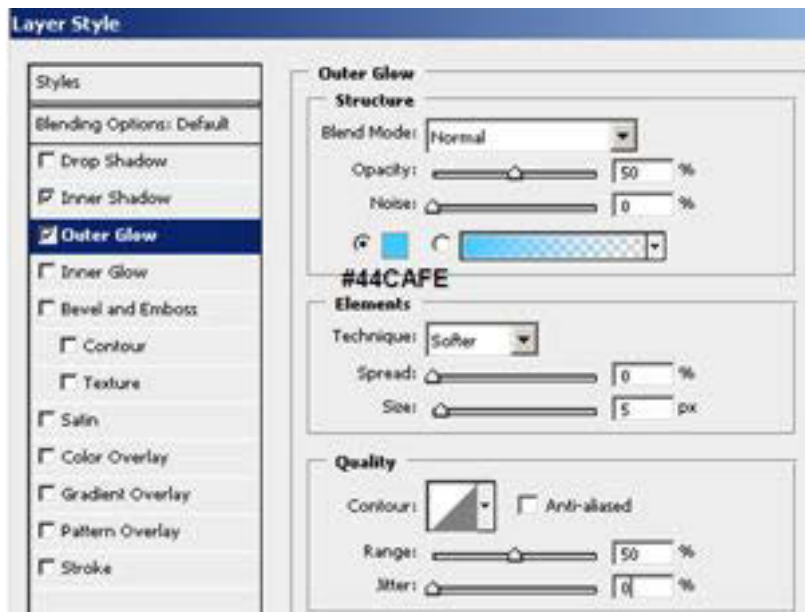 Layer Style
Styles
Blending Options: Default
Drop Shadow
Inner Shadow
Outer Glow
Inner Glow
Bevel and Emboss
Contour
Texture
Satin
Color Overlay
Gradient Overlay
Pattern Overlay
Stroke
Outer Glow
Structure
Blend Mode: Normal
Opacity: 50 %
Noise: 0 %
#44CAFE
Elements
Technique: Softer
Spread: 0 %
Size: 5 px
Quality
Contour: Anti-aliased
Range: 50 %
Jitter: 0 %